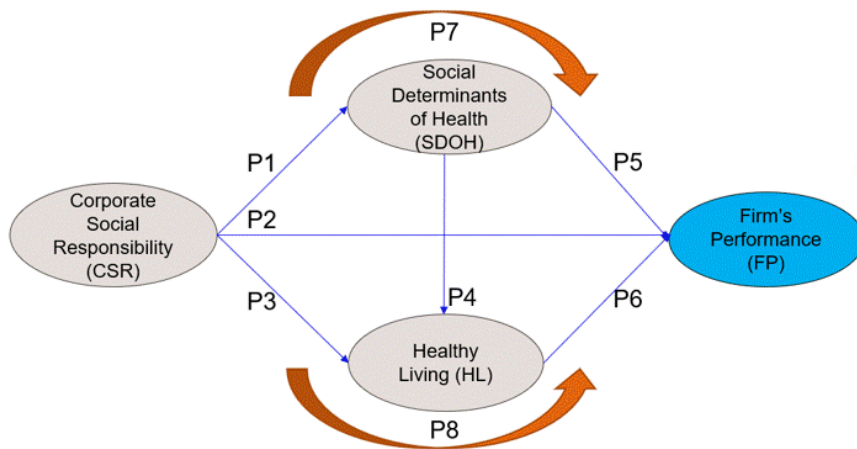 P7
Social
Determinants
of Health
(SDOH)
P1
P5
Corporate
Social
Responsibility
(CSR)
P2
Firm's
Performance
(FP)
P3
P4
P6
Healthy
Living (HL)
P8